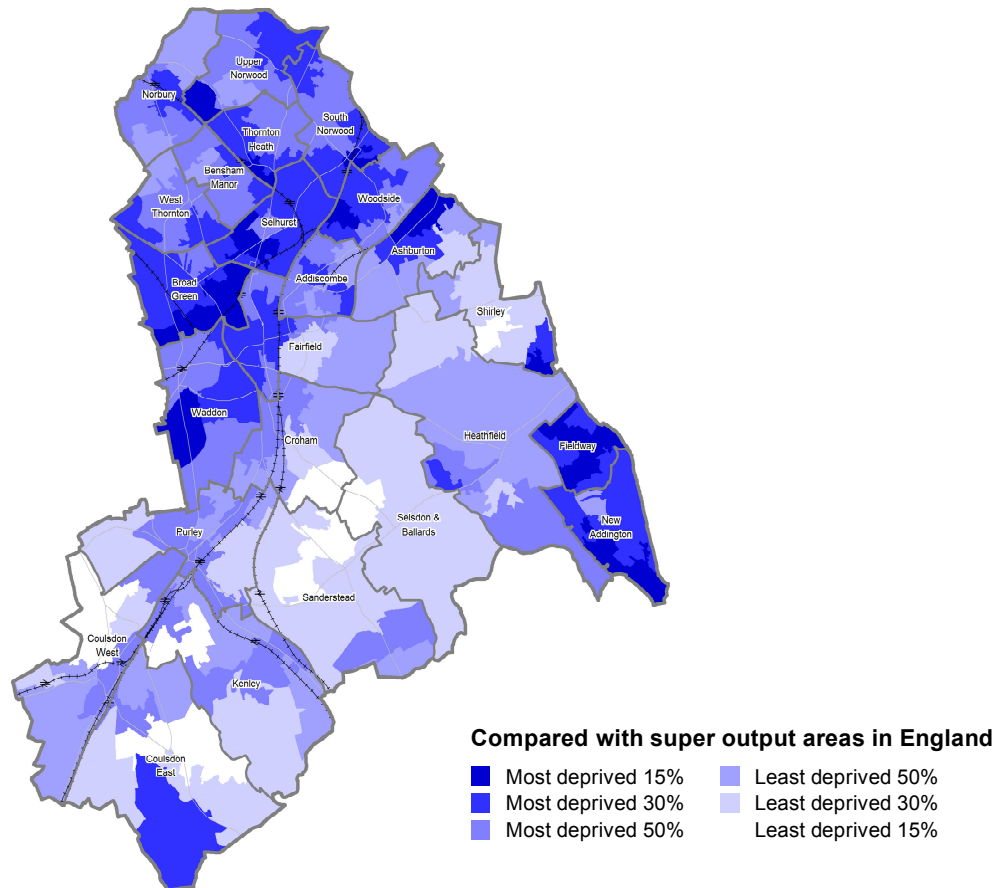 Upper
Norwood
Norbury
South
Norwood
Thornton
Heath
Bensham
Manor
West
Thornton
Woodside
Selhurst
Ashburton
Addiscombe
Broad
Green
Shirley
Fairfield
Waddon
Croham
Heathfield
Fieldway
New
Addington
Selsdon &
Ballards
Purley
Sanderstead
Coulsdon
West
Kenley
Coulsdon
East
Compared with super output areas in England
Most deprived 15%
Least deprived 50%
Most deprived 30%
Least deprived 30%
Most deprived 50%
Least deprived 15%